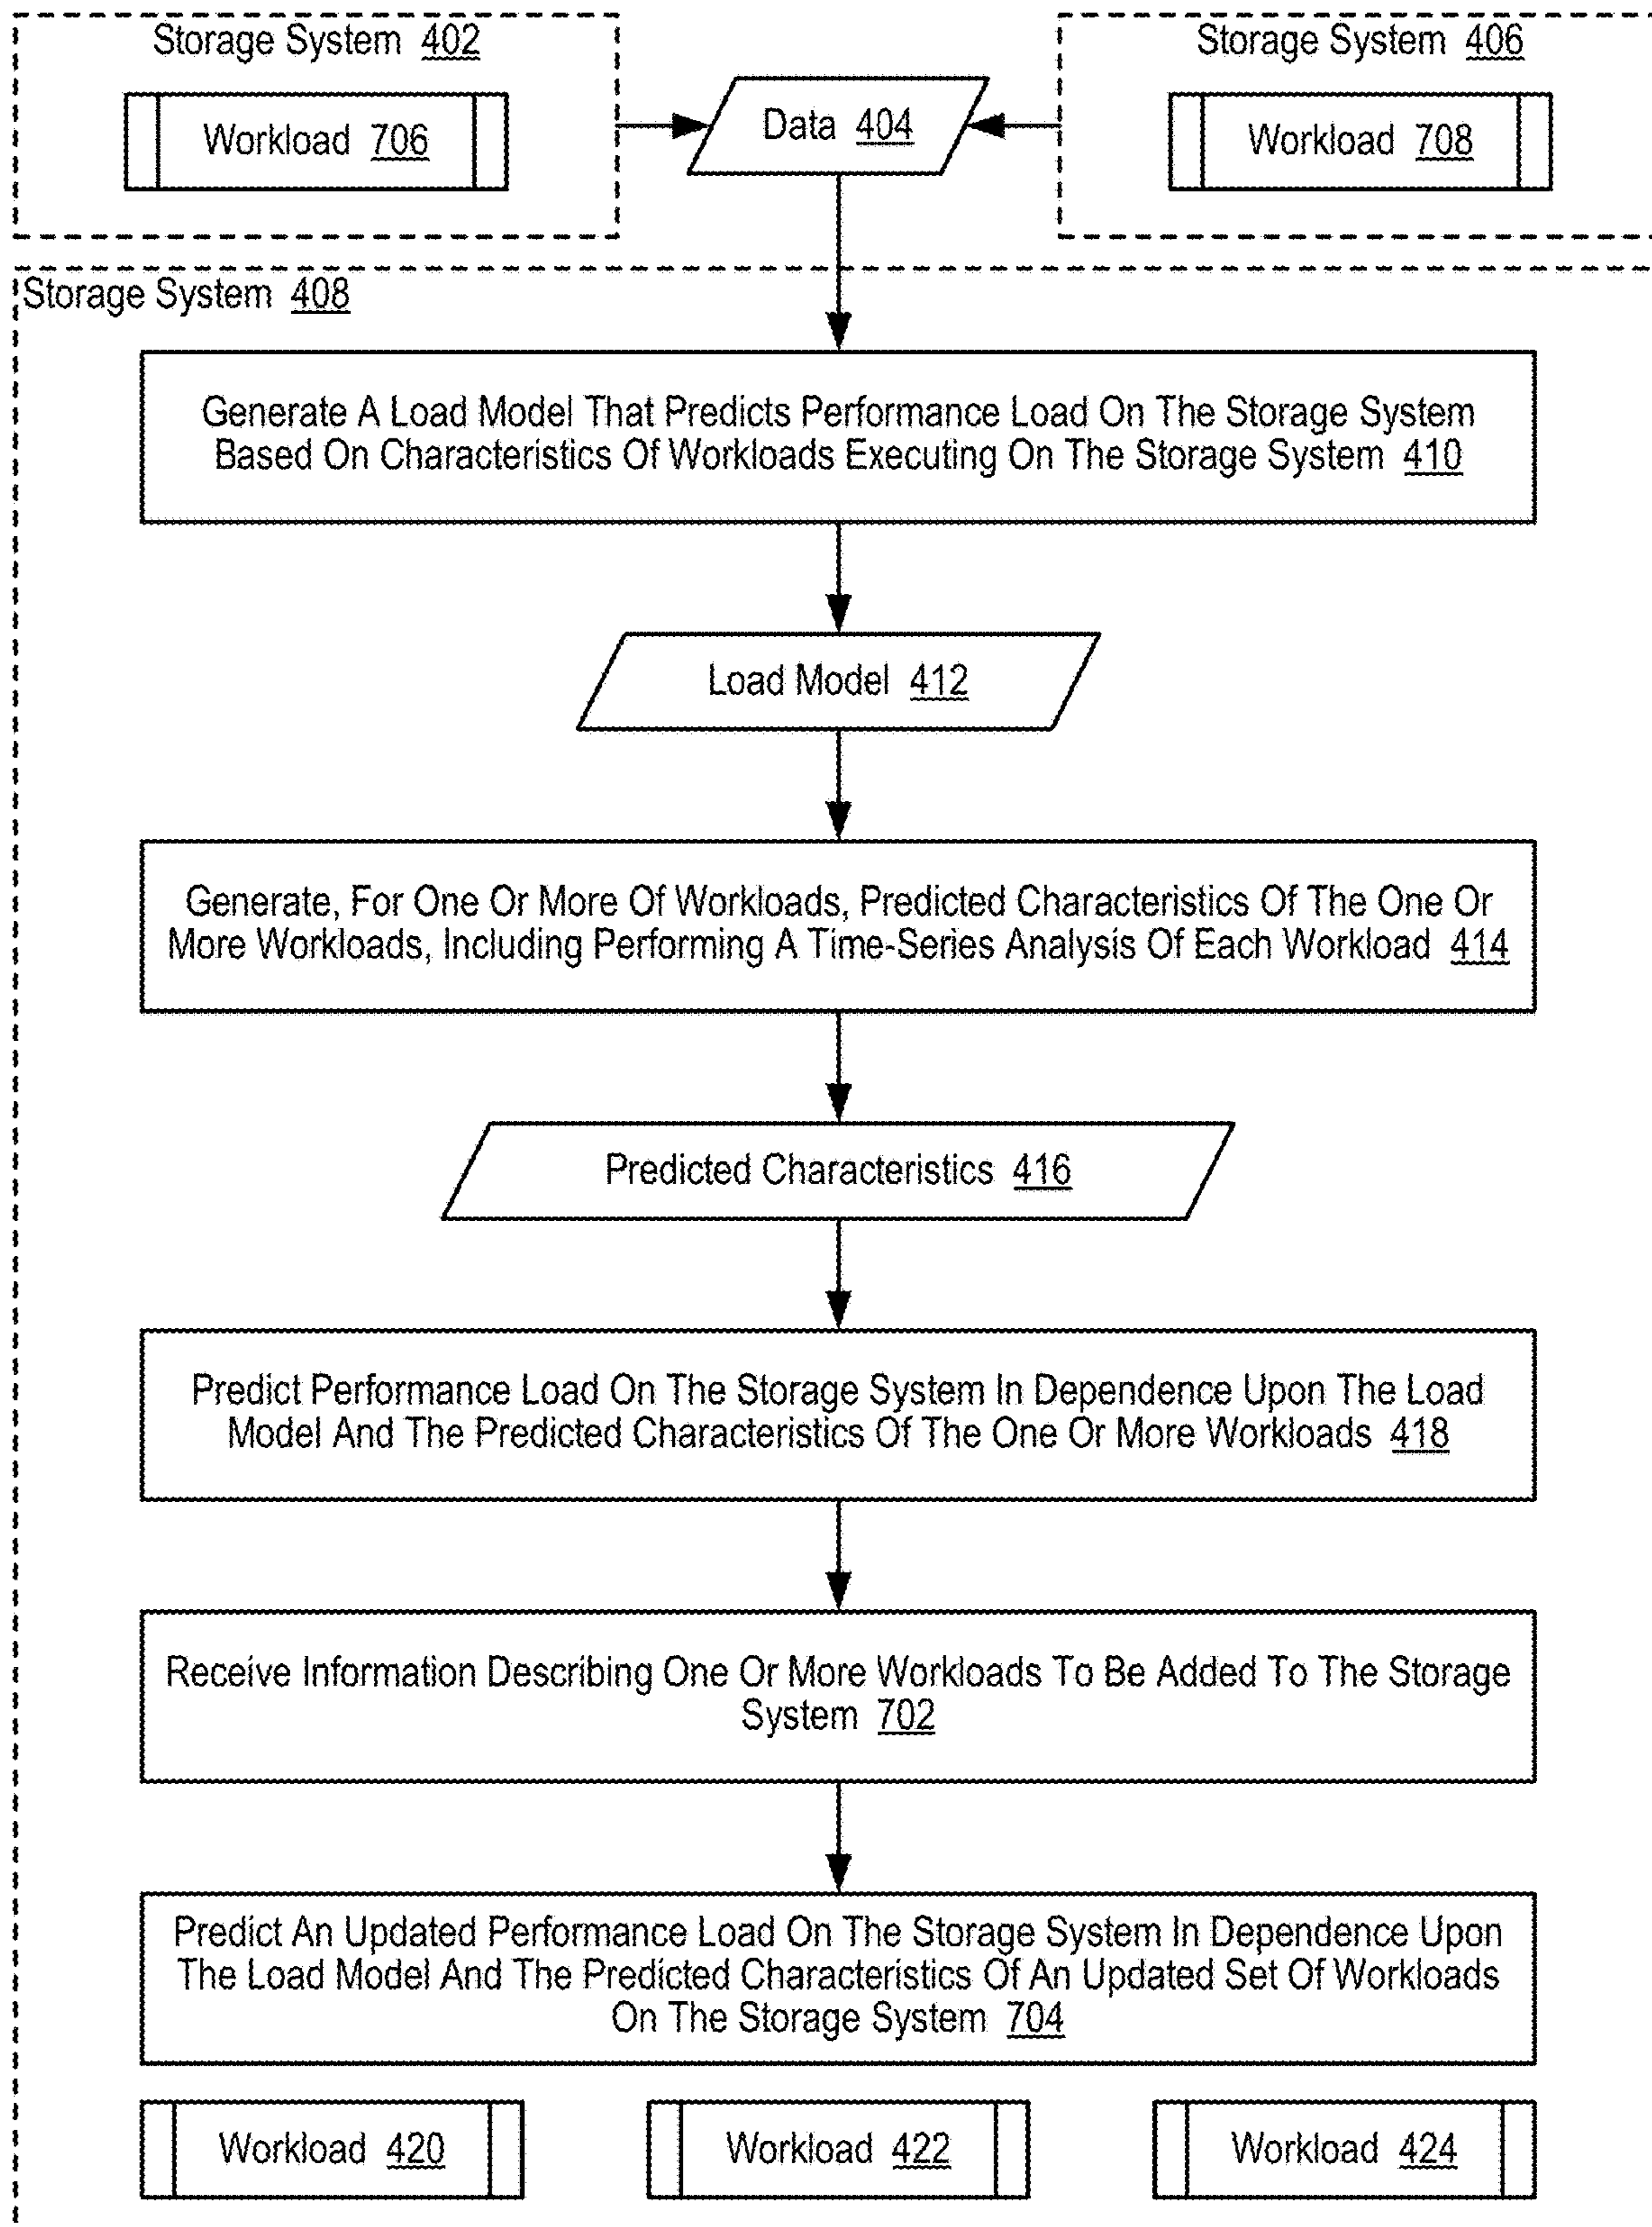 Storage System 402
Storage System 406
Workload 706
Data 404
Workload 708
Storage System 408
Generate A Load Model That Predicts Performance Load On The Storage System
Based On Characteristics Of Workloads Executing On The Storage System 410
Load Model 412
Generate, For One Or More Of Workloads, Predicted Characteristics Of The One Or
More Workloads, Including Performing A Time-Series Analysis Of Each Workload 414
Predicted Characteristics 416
Predict Performance Load On The Storage System In Dependence Upon The Load
Model And The Predicted Characteristics Of The One Or More Workloads 418
Receive Information Describing One Or More Workloads To Be Added To The Storage
System 702
Predict An Updated Performance Load On The Storage System In Dependence Upon
The Load Model And The Predicted Characteristics Of An Updated Set Of Workloads
On The Storage System 704
Workload 420
Workload 422
Workload 424